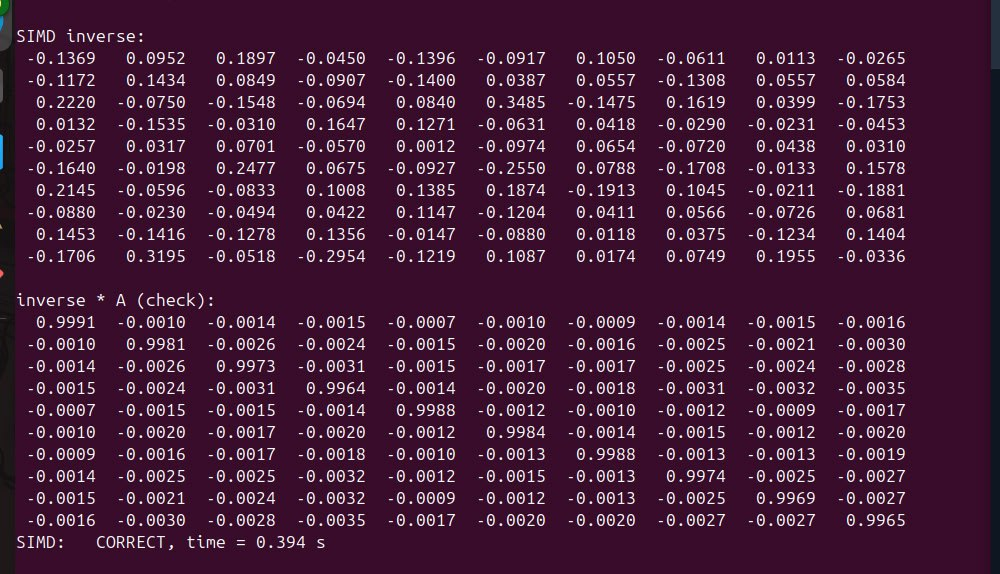 SIMD inverse:
-0.1369 0.0952 0.1897 -0.0450 -0.1396 -0.0917 0.1050 -0.0611 0.0113 -0.0265
-0.1172 0.1434 0.0849 -0.0907 -0.1400 0.0387 0.0557 -0.1308 0.0557 0.0584
0.2220 -0.0750 -0.1548 -0.0694 0.0840 0.3485 -0.1475 0.1619 0.0399 -0.1753
0.0132 -0.1535 -0.0310 0.1647 0.1271 -0.0631 0.0418 -0.0290 -0.0231 -0.0453
-0.0257 0.0317 0.0701 -0.0570 0.0012 -0.0974 0.0654 -0.0720 0.0438 0.0310
-0.1640 -0.0198 0.2477 0.0675 -0.0927 -0.2550 0.0788 -0.1708 -0.0133 0.1578
0.2145 -0.0596 -0.0833 0.1008 0.1385 0.1874 -0.1913 0.1045 -0.0211 -0.1881
-0.0880 -0.0230 -0.0494 0.0422 0.1147 -0.1204 0.0411 0.0566 -0.0726 0.0681
0.1453 -0.1416 -0.1278 0.1356 -0.0147 -0.0880 0.0118 0.0375 -0.1234 0.1404
-0.1706 0.3195 -0.0518 -0.2954 -0.1219 0.1087 0.0174 0.0749 0.1955 -0.0336
inverse * A (check):
0.9991 -0.0010 -0.0014 -0.0015 -0.0007 -0.0010 -0.0009 -0.0014 -0.0015 -0.0016
-0.0010 0.9981 -0.0026 -0.0024 -0.0015 -0.0020 -0.0016 -0.0025 -0.0021 -0.0030
-0.0014 -0.0026 0.9973 -0.0031 -0.0015 -0.0017 -0.0017 -0.0025 -0.0024 -0.0028
-0.0015 -0.0024 -0.0031 0.9964 -0.0014 -0.0020 -0.0018 -0.0031 -0.0032 -0.0035
-0.0007 -0.0015 -0.0015 -0.0014 0.9988 -0.0012 -0.0010 -0.0012 -0.0009 -0.0017
-0.0010 -0.0020 -0.0017 -0.0020 -0.0012 0.9984 -0.0014 -0.0015 -0.0012 -0.0020
-0.0009 -0.0016 -0.0017 -0.0018 -0.0010 -0.0013 0.9988 -0.0013 -0.0013 -0.0019
-0.0014 -0.0025 -0.0025 -0.0032 -0.0012 -0.0015 -0.0013 0.9974 -0.0025 -0.0027
-0.0015 -0.0021 -0.0024 -0.0032 -0.0009 -0.0012 -0.0013 -0.0025 0.9969 -0.0027
-0.0016 -0.0030 -0.0028 -0.0035 -0.0017 -0.0020 -0.0020 -0.0027 -0.0027 0.9965
SIMD: CORRECT, time = 0.394 s